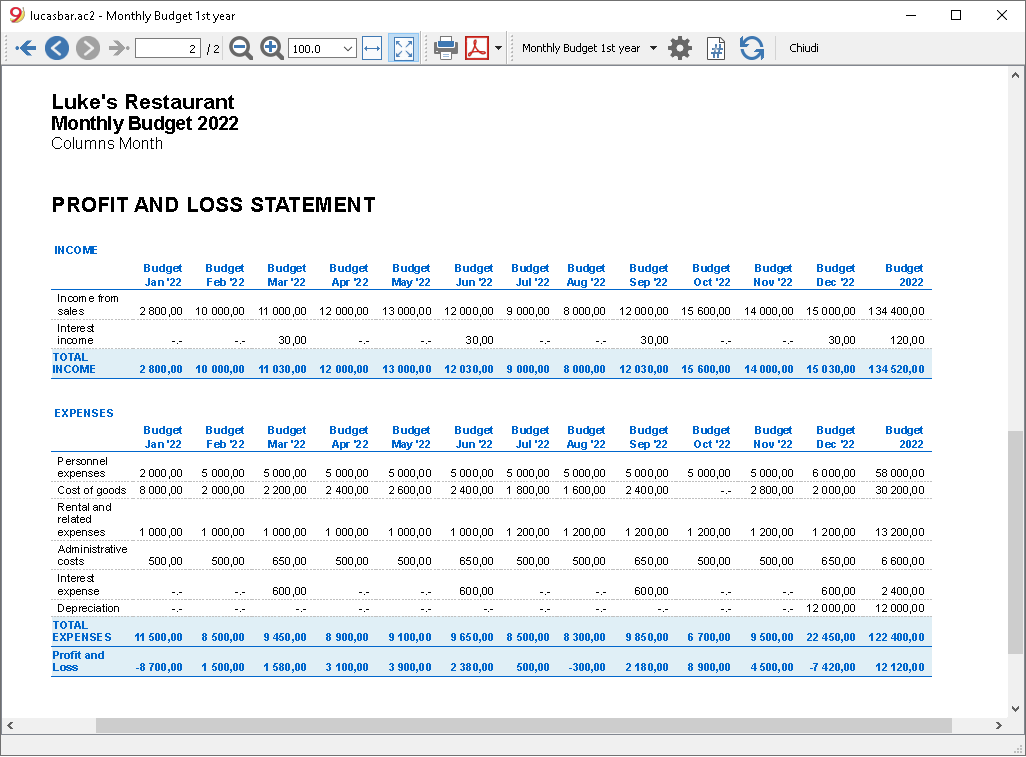 lucasbar.ac2 - Monthly Budget 1st year
2 / 2 100.0 Monthly Budget 1st year Chiudi
Luke's Restaurant
Monthly Budget 2022
Columns Month
PROFIT AND LOSS STATEMENT
INCOME
Budget Budget Budget Budget Budget Budget Budget Budget Budget Budget Budget Budget Budget
Jan '22 Feb '22 Mar '22 Apr '22 May '22 Jun '22 Jul '22 Aug '22 Sep '22 Oct '22 Nov '22 Dec '22 2022
Income from
sales 2 800,00 10 000,00 11 000,00 12 000,00 13 000,00 12 000,00 9 000,00 8 000,00 12 000,00 15 600,00 14 000,00 15 000,00 134 400,00
Interest
income -.- -.- 30,00 -.- -.- 30,00 -.- -.- 30,00 -.- -.- 30,00 120,00
TOTAL
INCOME 2 800,00 10 000,00 11 030,00 12 000,00 13 000,00 12 030,00 9 000,00 8 000,00 12 030,00 15 600,00 14 000,00 15 030,00 134 520,00
EXPENSES
Budget Budget Budget Budget Budget Budget Budget Budget Budget Budget Budget Budget Budget
Jan '22 Feb '22 Mar '22 Apr '22 May '22 Jun '22 Jul '22 Aug '22 Sep '22 Oct '22 Nov '22 Dec '22 2022
Personnel
expenses 2 000,00 5 000,00 5 000,00 5 000,00 5 000,00 5 000,00 5 000,00 5 000,00 5 000,00 5 000,00 5 000,00 6 000,00 58 000,00
Cost of goods 8 000,00 2 000,00 2 200,00 2 400,00 2 600,00 2 400,00 1 800,00 1 600,00 2 400,00 -.- 2 800,00 2 000,00 30 200,00
Rental and
related
expenses 1 000,00 1 000,00 1 000,00 1 000,00 1 000,00 1 000,00 1 200,00 1 200,00 1 200,00 1 200,00 1 200,00 1 200,00 13 200,00
Administrative
costs 500,00 500,00 650,00 500,00 500,00 650,00 500,00 500,00 650,00 500,00 500,00 650,00 6 600,00
Interest
expense -.- -.- 600,00 -.- -.- 600,00 -.- -.- 600,00 -.- -.- 600,00 2 400,00
Depreciation -.- -.- -.- -.- -.- -.- -.- -.- -.- -.- -.- 12 000,00 12 000,00
TOTAL
EXPENSES 11 500,00 8 500,00 9 450,00 8 900,00 9 100,00 9 650,00 8 500,00 8 300,00 9 850,00 6 700,00 9 500,00 22 450,00 122 400,00
Profit and
Loss -8 700,00 1 500,00 1 580,00 3 100,00 3 900,00 2 380,00 500,00 -300,00 2 180,00 8 900,00 4 500,00 -7 420,00 12 120,00